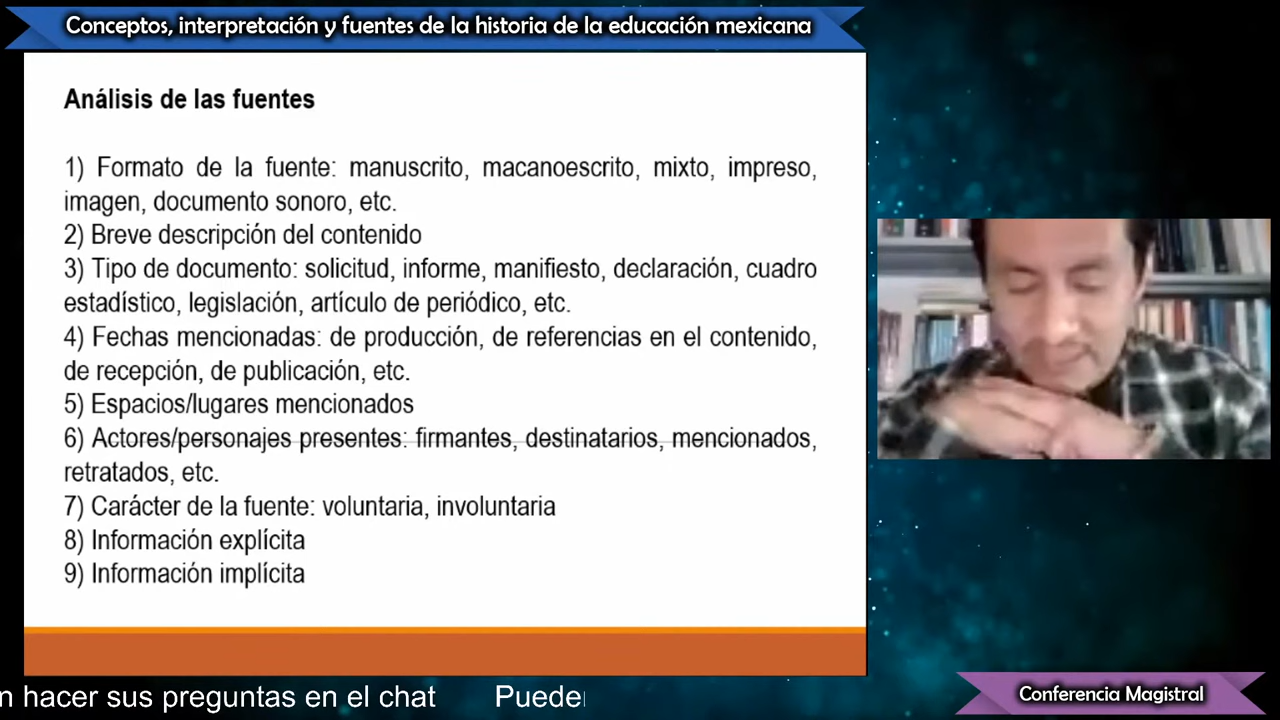 Conceptos, interpretación y fuentes de la historia de la educación mexicana
Análisis de las fuentes
1) Formato de la fuente: manuscrito, macanoescrito, mixto, impreso,
imagen, documento sonoro, etc.
2) Breve descripción del contenido
3) Tipo de documento: solicitud, informe, manifiesto, declaración, cuadro
estadístico, legislación, artículo de periódico, etc.
4) Fechas mencionadas: de producción, de referencias en el contenido,
de recepción, de publicación, etc.
5) Espacios/lugares mencionados
6) Actores/personajes presentes: firmantes, destinatarios, mencionados,
retratados, etc.
7) Carácter de la fuente: voluntaria, involuntaria
8) Información explícita
9) Información implícita
n hacer sus preguntas en el chat Puede
Conferencia Magistral